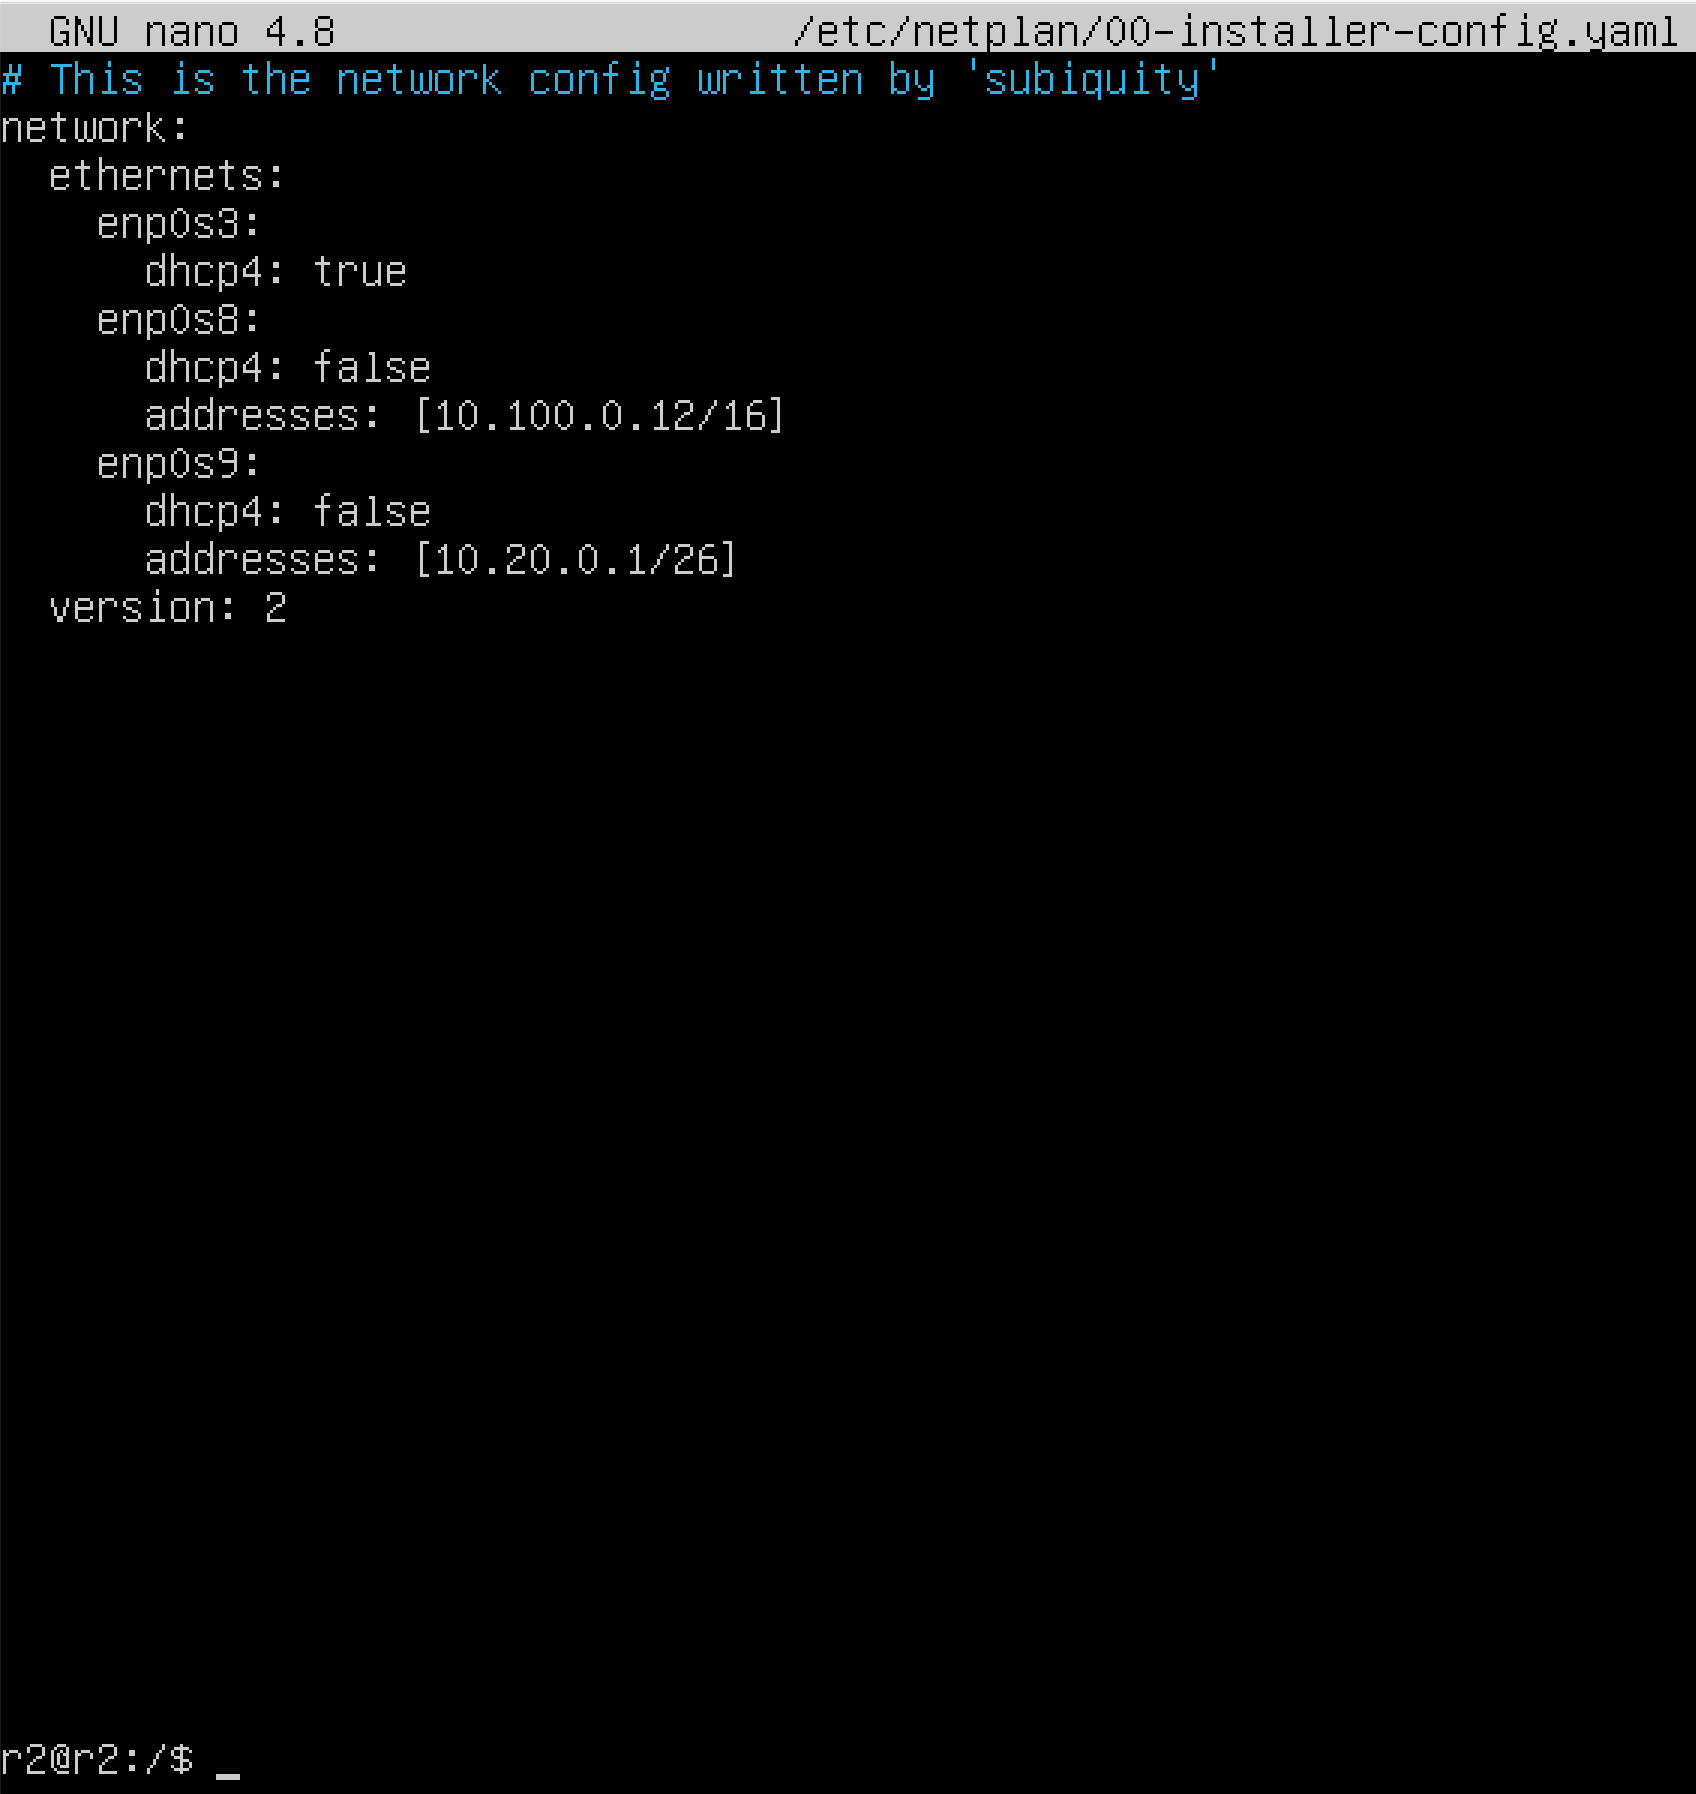 GNU nano 4.8 /etc/netplan/00-installer-config.yaml
# This is the network config written by 'subiquity'
network:
  ethernets:
    enp0s3:
      dhcp4: true
    enp0s8:
      dhcp4: false
      addresses: [10.100.0.12/16]
    enp0s9:
      dhcp4: false
      addresses: [10.20.0.1/26]
  version: 2
r2@r2:/$ _